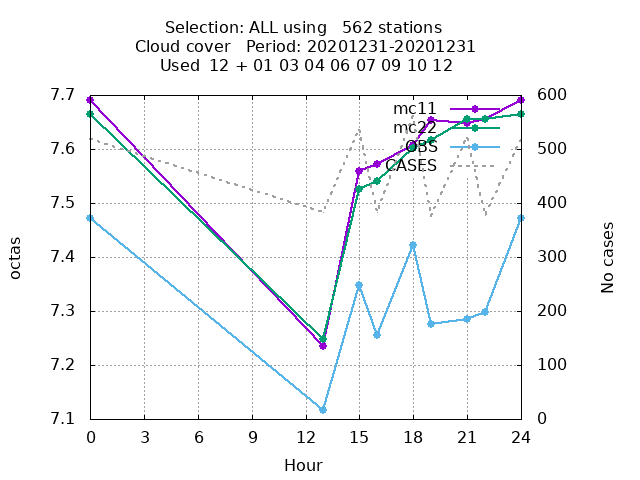 Selection: ALL using   562 stations
Cloud cover   Period: 20201231-20201231
Used  12 + 01 03 04 06 07 09 10 12
7.7
7.6
7.5
7.4
7.3
7.2
7.1
octas
600
500
400
300
200
100
0
No cases
mc11
mc22
OBS
CASES
0 3 6 9 12 15 18 21 24
Hour